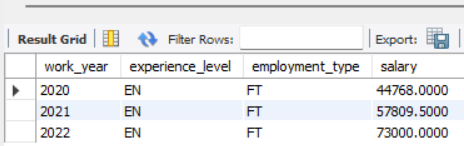 Result Grid Filter Rows: Export:
work_year experience_level employment_type salary
2020 EN FT 44768.0000
2021 EN FT 57809.5000
2022 EN FT 73000.0000